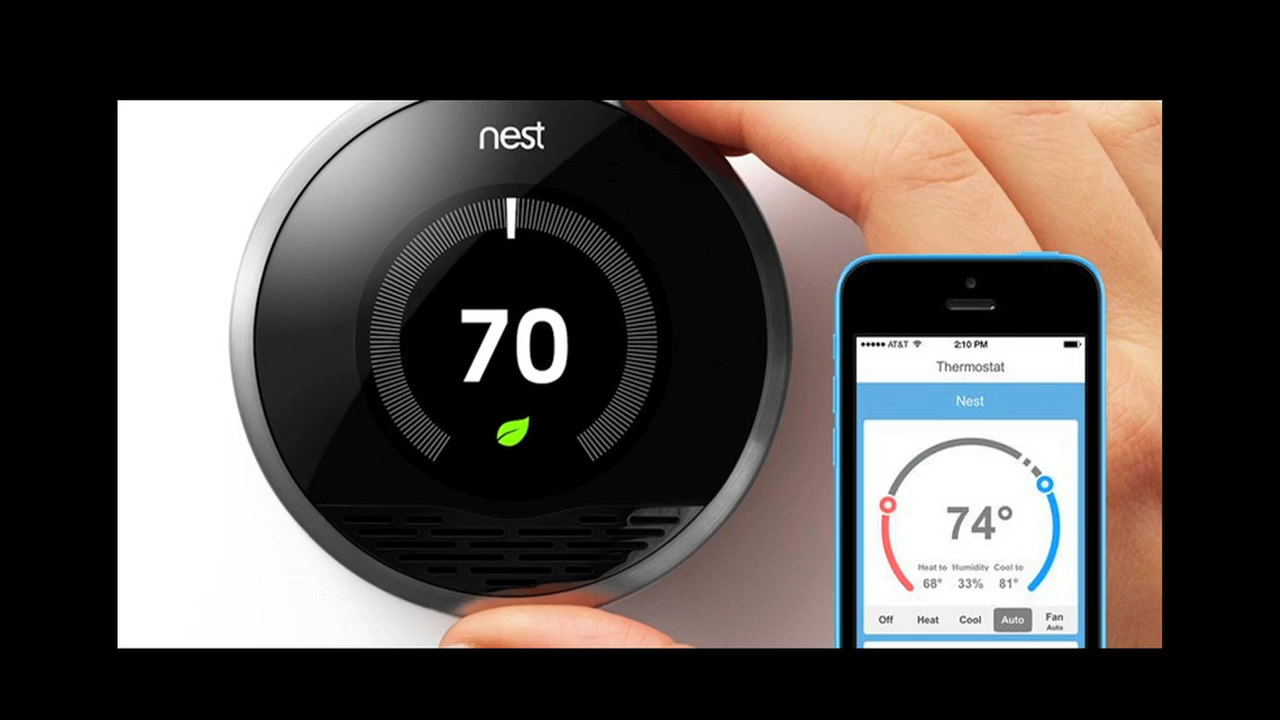 nest
70
AT&T 2:10 PM
Thermostat
Nest
74°
Heat to Humidity Cool to
68° 33% 81°
Off Heat Cool Auto Fan
Auto